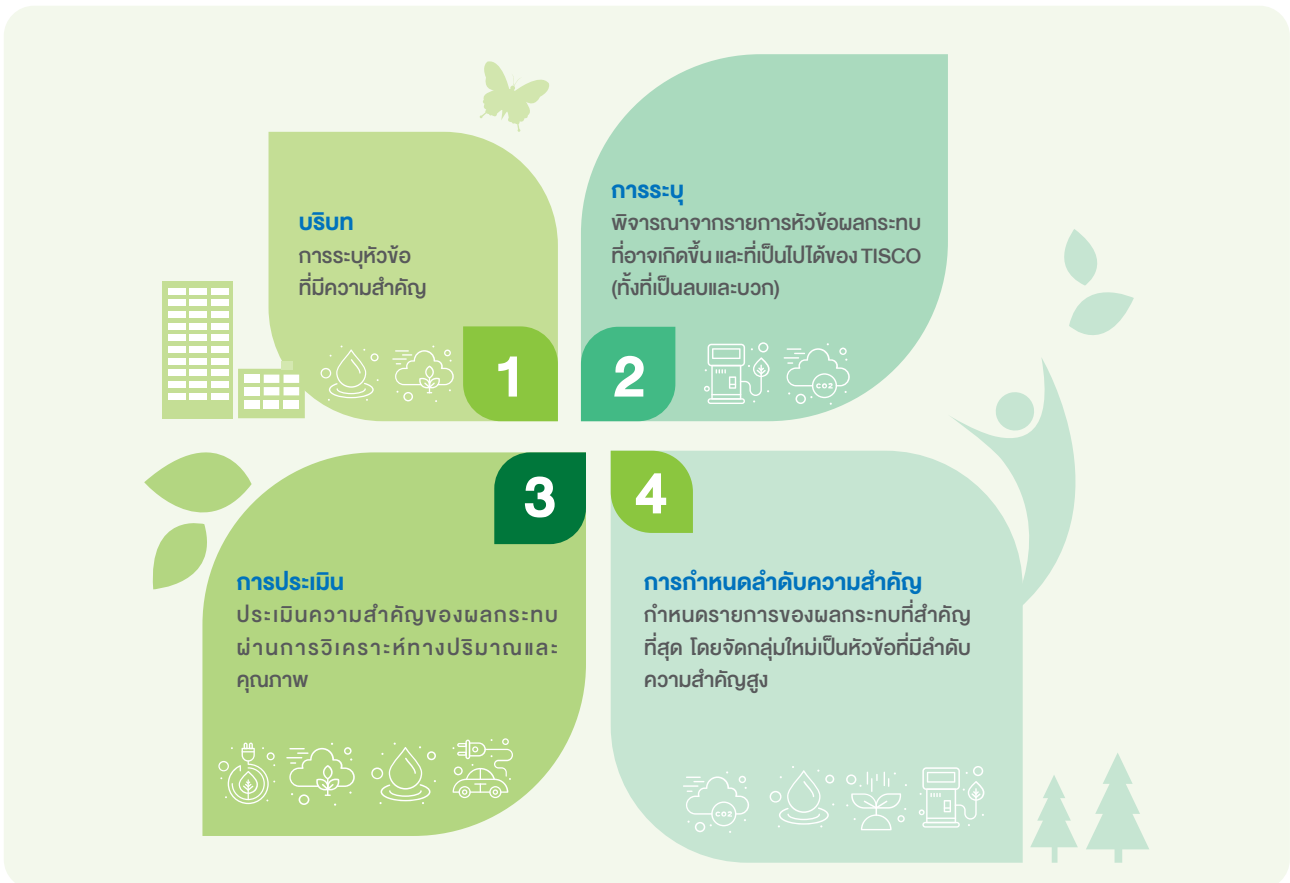 บริบท
การระบุหัวข้อ
ที่มีความสำคัญ
1
การระบุ
พิจารณาจากรายการหัวข้อผลกระทบ
ที่อาจเกิดขึ้น และที่เป็นไปได้ของ TISCO
(ทั้งที่เป็นลบและบวก)
2
CO2
3
การประเมิน
ประเมินความสำคัญของผลกระทบ
ผ่านการวิเคราะห์ทางปริมาณและ
คุณภาพ
4
การกำหนดลำดับความสำคัญ
กำหนดรายการของผลกระทบที่สำคัญ
ที่สุด โดยจัดกลุ่มใหม่เป็นหัวข้อที่มีลำดับ
ความสำคัญสูง
CO2